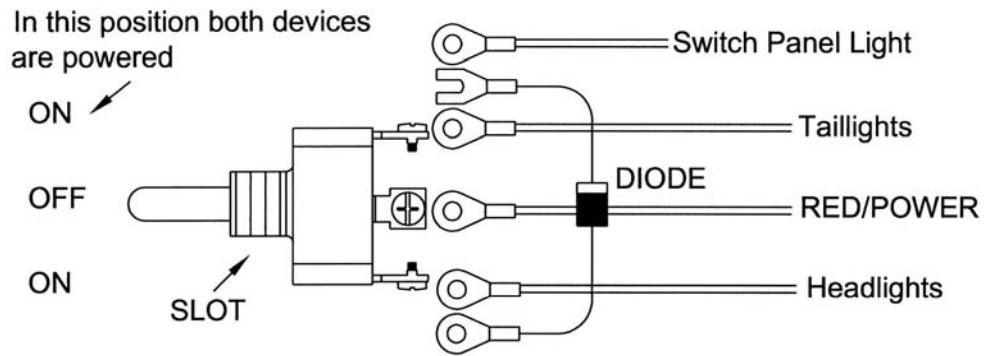 In this position both devices
are powered
ON
OFF
ON
SLOT
Switch Panel Light
Taillights
DIODE
RED/POWER
Headlights